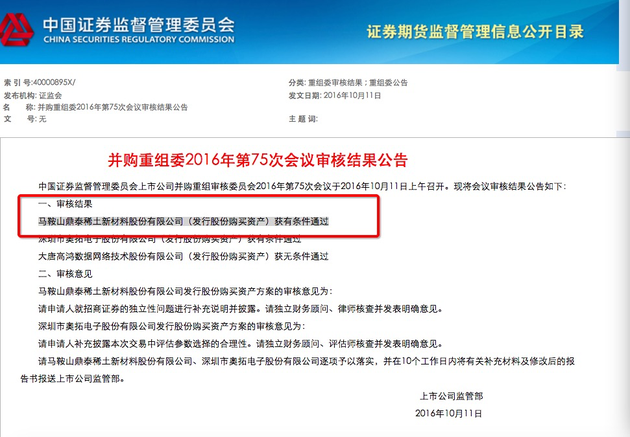 中国证券监督管理委员会
CHINA SECURITIES REGULATORY COMMISSION
证券期货监督管理信息公开目录
索 引 号:40000895X/
分类: 重组委审核结果 ; 重组委公告
发布机构: 证监会
发文日期: 2016年10月11日
名 称: 并购重组委2016年第75次会议审核结果公告
文 号: 无
主 题 词:
并购重组委2016年第75次会议审核结果公告
中国证券监督管理委员会上市公司并购重组审核委员会2016年第75次会议于2016年10月11日上午召开。现将会议审核结果公告如下:
一、审核结果
马鞍山鼎泰稀土新材料股份有限公司（发行股份购买资产）获有条件通过
深圳市奥拓电子股份有限公司（发行股份购买资产）获有条件通过
大唐高鸿数据网络技术股份有限公司（发行股份购买资产）获无条件通过
二、审核意见
马鞍山鼎泰稀土新材料股份有限公司发行股份购买资产方案的审核意见为:
请申请人就招商证券的独立性问题进行补充说明并披露。请独立财务顾问、律师核查并发表明确意见。
深圳市奥拓电子股份有限公司发行股份购买资产方案的审核意见为:
请申请人补充披露本次交易中评估参数选择的合理性。请独立财务顾问、评估师核查并发表明确意见。
请马鞍山鼎泰稀土新材料股份有限公司、深圳市奥拓电子股份有限公司逐项予以落实，并在10个工作日内将有关补充材料及修改后的报
告书报送上市公司监管部。
上市公司监管部
2016年10月11日